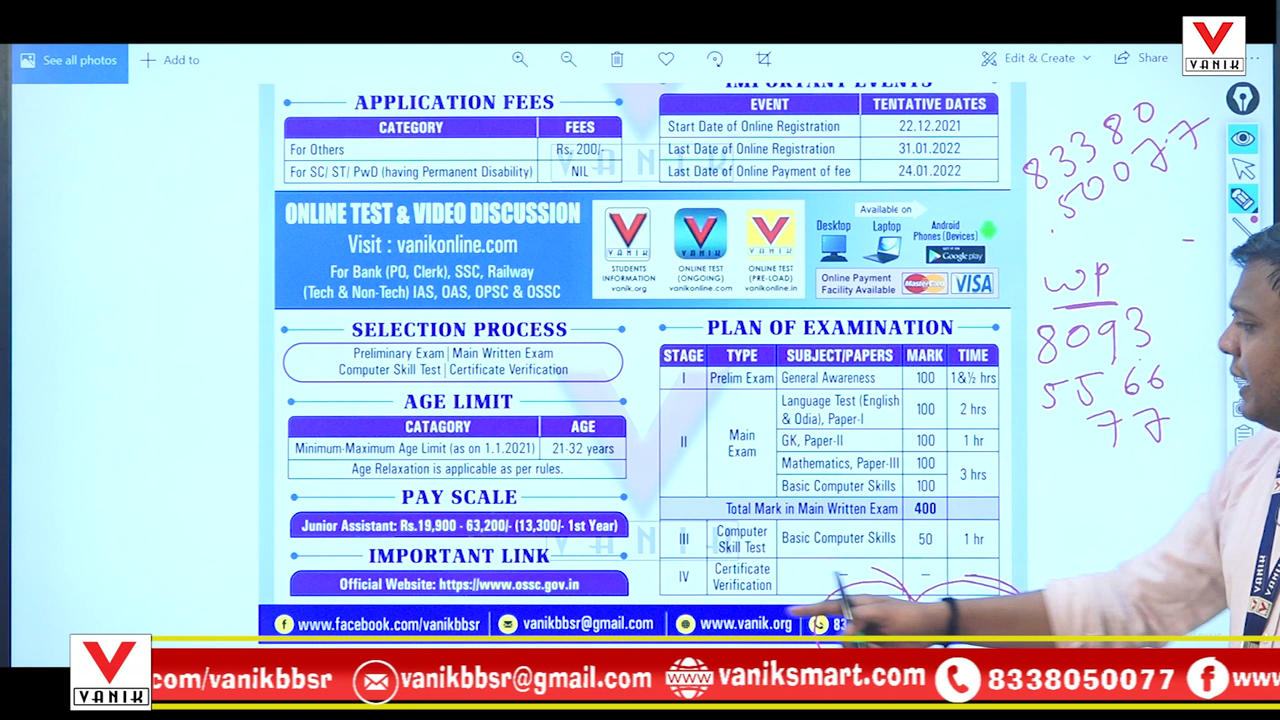 VANIK
See all photos
Add to
Edit & Create
Share
APPLICATION FEES
CATEGORY FEES
For Others Rs. 200/-
For SC/ ST/ PwD (having Permanent Disability) NIL
IMPORTANT EVENTS
EVENT TENTATIVE DATES
Start Date of Online Registration 22.12.2021
Last Date of Online Registration 31.01.2022
Last Date of Online Payment of fee 24.01.2022
83380
50077
ONLINE TEST & VIDEO DISCUSSION
Visit : vanikonline.com
For Bank (PO, Clerk), SSC, Railway
(Tech & Non-Tech) IAS, OAS, OPSC & OSSC
VANIK
STUDENTS
INFORMATION
vanik.org
VANIK
ONLINE TEST
(ONGOING)
vanikonline.com
VANIK
ONLINE TEST
(PRE-LOAD)
vanikonline.in
Available on
Desktop
Laptop
Android
Phones (Devices)
Google play
Online Payment
Facility Available
MasterCard
VISA
WP
8093
5566
77
SELECTION PROCESS
Preliminary Exam | Main Written Exam
Computer Skill Test | Certificate Verification
AGE LIMIT
CATAGORY AGE
Minimum-Maximum Age Limit (as on 1.1.2021) 21-32 years
Age Relaxation is applicable as per rules.
PAY SCALE
Junior Assistant: Rs.19,900 - 63,200/- (13,300/- 1st Year)
IMPORTANT LINK
Official Website: https://www.ossc.gov.in
PLAN OF EXAMINATION
STAGE TYPE SUBJECT/PAPERS MARK TIME
I Prelim Exam General Awareness 100 1&½ hrs
II Main Exam Language Test (English & Odia), Paper-I 100 2 hrs
GK, Paper-II 100 1 hr
Mathematics, Paper-III 100 3 hrs
Basic Computer Skills 100
Total Mark in Main Written Exam 400
III Computer Skill Test Basic Computer Skills 50 1 hr
IV Certificate Verification – – –
www.facebook.com/vanikbbsr
vanikbbsr@gmail.com
www.vanik.org
83
VANIK
VANIK
com/vanikbbsr
vanikbbsr@gmail.com
www
vaniksmart.com
8338050077
www